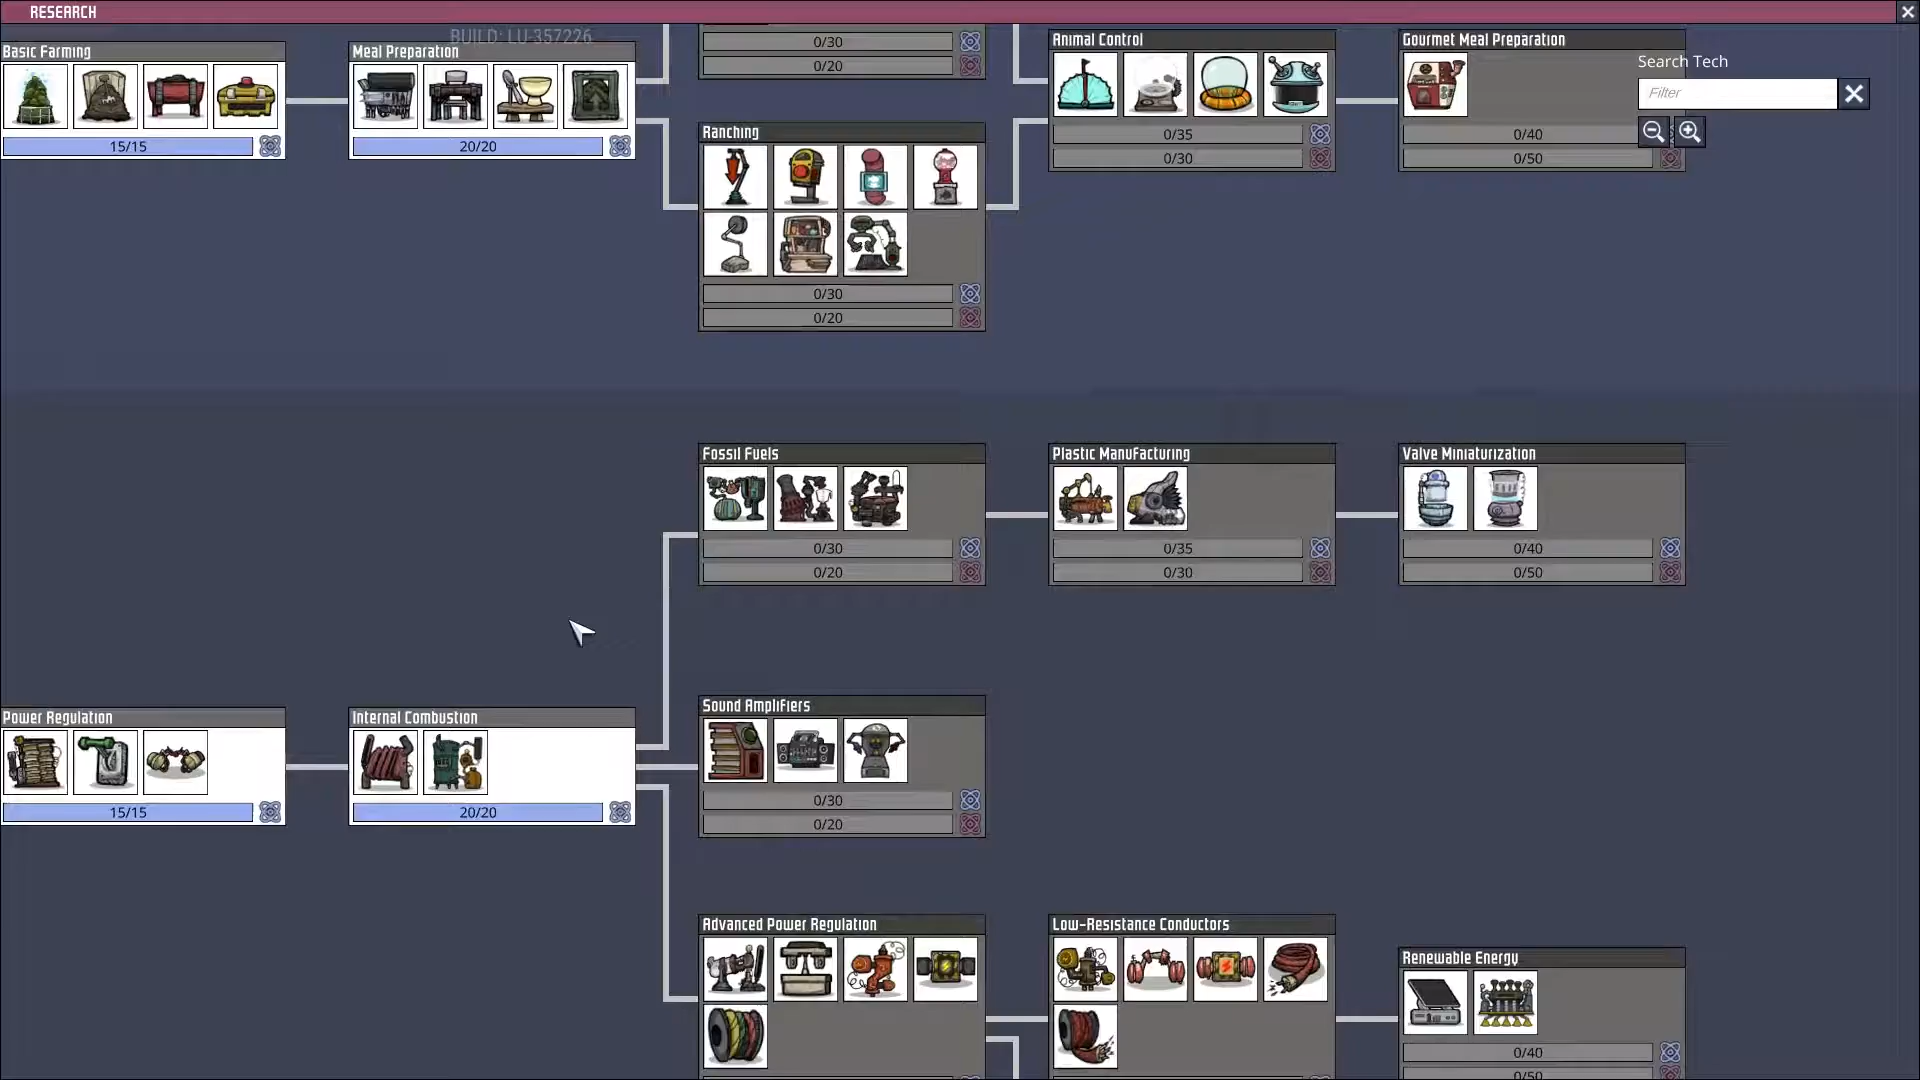 RESEARCH
BUILD: LU-357226
Basic Farming
15/15
Meal Preparation
20/20
0/30
0/20
Animal Control
0/35
0/30
Gourmet Meal Preparation
0/40
0/50
Search Tech
Filter
Ranching
0/30
0/20
Fossil Fuels
0/30
0/20
Plastic Manufacturing
0/35
0/30
Valve Miniaturization
0/40
0/50
Power Regulation
15/15
Internal Combustion
20/20
Sound Amplifiers
0/30
0/20
Advanced Power Regulation
Low-Resistance Conductors
Renewable Energy
0/40
0/50